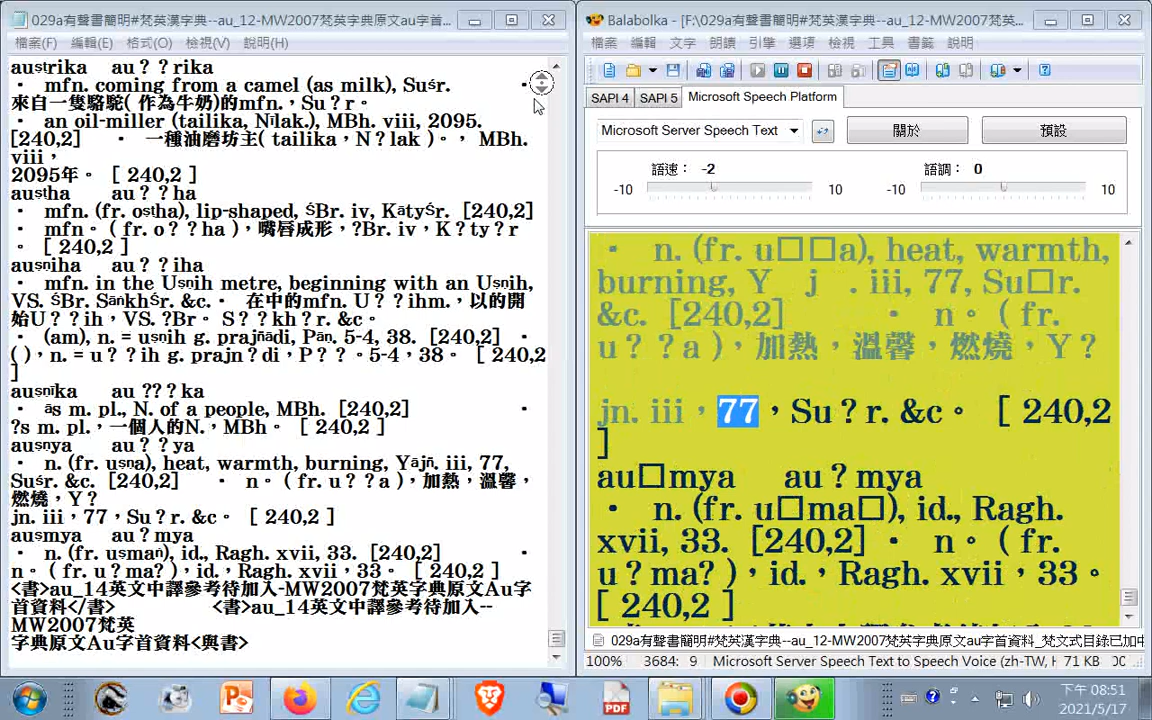 029a有聲書簡明#梵英漢字典--au_12-MW2007梵英字典原文au字首...
檔案(F) 編輯(E) 格式(O) 檢視(V) 說明(H)
auṣṭrika au？？rika
• mfn. coming from a camel (as milk), Suśr. •
來自一隻駱駝( 作為牛奶)的mfn.，Su？r。
• an oil-miller (tailika, Nīlak.), MBh. viii, 2095.
[240,2] • 一種油磨坊主( tailika，N？lak )。， MBh.
viii，
2095年。 [ 240,2 ]
auṣṭha au？？ha
• mfn. (fr. oṣṭha), lip-shaped, ŚBr. iv, KātyŚr. [240,2]
• mfn。( fr. o？？ha )，嘴唇成形，?Br. iv，K？ty？r
。 [ 240,2 ]
auṣṇiha au？？iha
• mfn. in the Uṣṇih metre, beginning with an Uṣṇih,
VS. ŚBr. ŚāṅkhŚr. &c. • 在中的mfn. U？？ihm.，以的開
始U？？ih，VS. ?Br。 S？？kh？r. &c。
• (am), n. = uṣṇih g. prajñādi, Pāṇ. 5-4, 38. [240,2] •
( )，n. = u？？ih g. prajn？di，P？？。5-4，38。 [ 240,2
]
auṣṇīka au ???ka
• ās m. pl., N. of a people, MBh. [240,2] •
?s m. pl.，一個人的N.，MBh。 [ 240,2 ]
auṣṇya au？？ya
• n. (fr. uṣṇa), heat, warmth, burning, Yājñ. iii, 77,
Suśr. &c. [240,2] • n。( fr. u？？a )，加熱，溫馨，
燃燒，Y？
jn. iii，77，Su？r. &c。 [ 240,2 ]
auṣmya au？mya
• n. (fr. uṣman), id., Ragh. xvii, 33. [240,2] •
n。( fr. u？ma? )，id.，Ragh. xvii，33。 [ 240,2 ]
<書>au_14英文中譯參考待加入-MW2007梵英字典原文Au字
首資料</書> <書>au_14英文中譯參考待加入--
MW2007梵英
字典原文Au字首資料<與書>
Balabolka - [F:\029a有聲書簡明#梵英漢字典--au_12-MW2007梵英...
檔案 編輯 文字 朗讀 引擎 選項 檢視 工具 書籤 說明
SAPI 4 SAPI 5 Microsoft Speech Platform
Microsoft Server Speech Text 關於 預設
語速： -2 語調： 0
-10 10 -10 10
• n. (fr. u□□a), heat, warmth,
burning, Y j . iii, 77, Su□r.
&c. [240,2] • n。( fr.
u？？a )，加熱，溫馨，燃燒，Y？
jn. iii，77，Su？r. &c。 [ 240,2
]
au□mya au？mya
• n. (fr. u□ma□), id., Ragh.
xvii, 33. [240,2] • n。( fr.
u？ma? )，id.，Ragh. xvii，33。
[ 240,2 ]
029a有聲書簡明#梵英漢字典--au_12-MW2007梵英字典原文au字首資料_梵文式目錄已加中
100% 3684: 9 Microsoft Server Speech Text to Speech Voice (zh-TW, H 71 KB
下午 08:51
2021/5/17